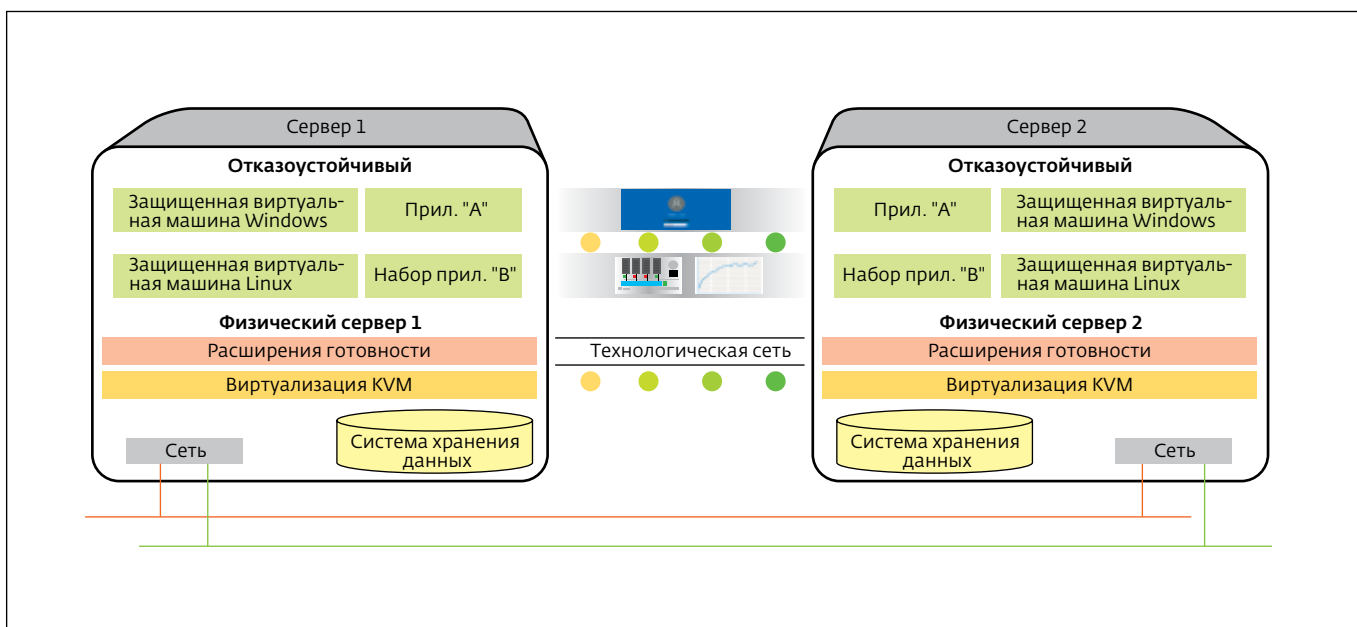 Сервер 1
Отказоустойчивый
Защищенная виртуаль-
ная машина Windows
Прил. "А"
Защищенная виртуаль-
ная машина Linux
Набор прил. "В"
Физический сервер 1
Расширения готовности
Виртуализация KVM
Система хранения
данных
Сеть
Технологическая сеть
Сервер 2
Отказоустойчивый
Прил. "А"
Защищенная виртуаль-
ная машина Windows
Набор прил. "В"
Защищенная виртуаль-
ная машина Linux
Физический сервер 2
Расширения готовности
Виртуализация KVM
Система хранения
данных
Сеть